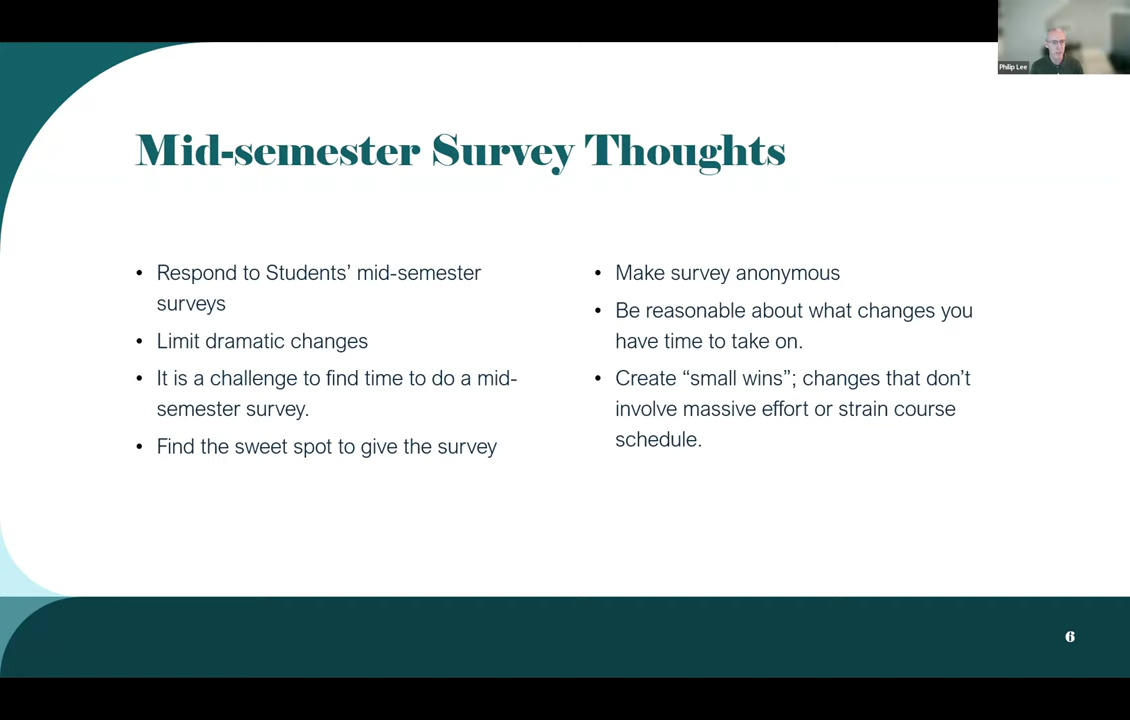 Philip Lee
Mid-semester Survey Thoughts
• Respond to Students’ mid-semester
surveys
• Limit dramatic changes
• It is a challenge to find time to do a mid-
semester survey.
• Find the sweet spot to give the survey
• Make survey anonymous
• Be reasonable about what changes you
have time to take on.
• Create “small wins”; changes that don’t
involve massive effort or strain course
schedule.
6